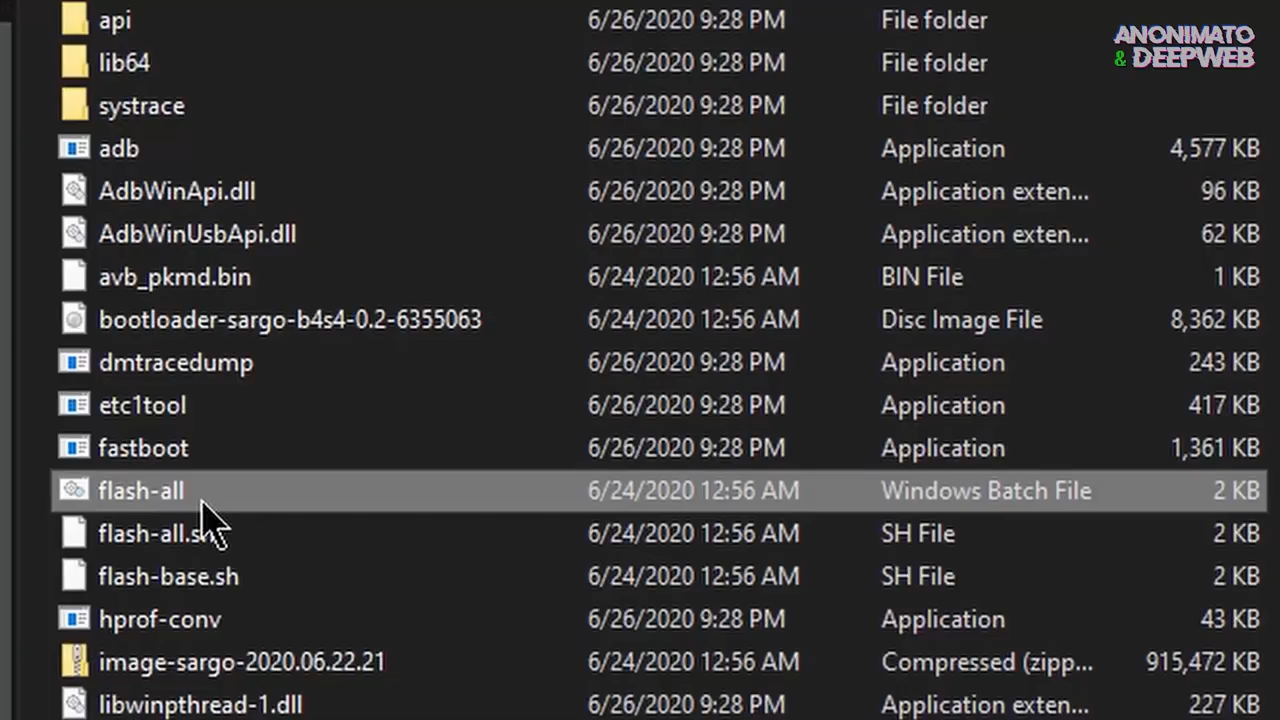 api 6/26/2020 9:28 PM File folder
ANONIMATO
& DEEPWEB
lib64 6/26/2020 9:28 PM File folder
systrace 6/26/2020 9:28 PM File folder
adb 6/26/2020 9:28 PM Application 4,577 KB
AdbWinApi.dll 6/26/2020 9:28 PM Application exten... 96 KB
AdbWinUsbApi.dll 6/26/2020 9:28 PM Application exten... 62 KB
avb_pkmd.bin 6/24/2020 12:56 AM BIN File 1 KB
bootloader-sargo-b4s4-0.2-6355063 6/24/2020 12:56 AM Disc Image File 8,362 KB
dmtracedump 6/26/2020 9:28 PM Application 243 KB
etc1tool 6/26/2020 9:28 PM Application 417 KB
fastboot 6/26/2020 9:28 PM Application 1,361 KB
flash-all 6/24/2020 12:56 AM Windows Batch File 2 KB
flash-all.sh 6/24/2020 12:56 AM SH File 2 KB
flash-base.sh 6/24/2020 12:56 AM SH File 2 KB
hprof-conv 6/26/2020 9:28 PM Application 43 KB
image-sargo-2020.06.22.21 6/24/2020 12:56 AM Compressed (zipp... 915,472 KB
libwinpthread-1.dll 6/26/2020 9:28 PM Application exten... 227 KB